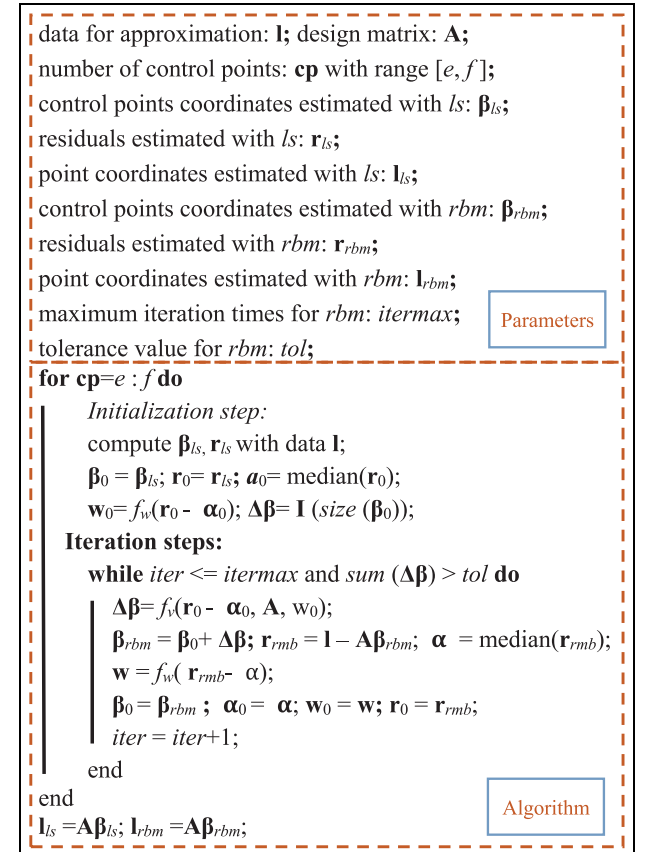 data for approximation: l; design matrix: A;
number of control points: cp with range [e, f ];
control points coordinates estimated with ls: βls;
residuals estimated with ls: rls;
point coordinates estimated with ls: lls;
control points coordinates estimated with rbm: βrbm;
residuals estimated with rbm: rrbm;
point coordinates estimated with rbm: lrbm;
maximum iteration times for rbm: itermax;
Parameters
tolerance value for rbm: tol;
for cp=e : f do
Initialization step:
compute βls, rls with data l;
β0 = βls; r0= rls; a0= median(r0);
w0= fw(r0 - α0); Δβ= I (size (β0));
Iteration steps:
while iter <= itermax and sum (Δβ) > tol do
Δβ= fv(r0 - α0, A, w0);
βrbm = β0+ Δβ; rrmb = l – Aβrbm; α = median(rrmb);
w = fw( rrmb- α);
β0 = βrbm ; α0 = α; w0 = w; r0 = rrmb;
iter = iter+1;
end
end
lls =Aβls; lrbm =Aβrbm;
Algorithm